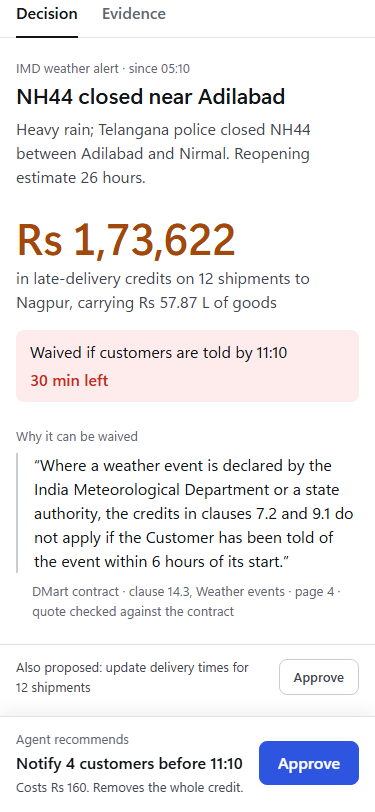 Decision Evidence
IMD weather alert · since 05:10
NH44 closed near Adilabad
Heavy rain; Telangana police closed NH44
between Adilabad and Nirmal. Reopening
estimate 26 hours.
Rs 1,73,622
in late-delivery credits on 12 shipments to
Nagpur, carrying Rs 57.87 L of goods
Waived if customers are told by 11:10
30 min left
Why it can be waived
“Where a weather event is declared by the
India Meteorological Department or a state
authority, the credits in clauses 7.2 and 9.1 do
not apply if the Customer has been told of
the event within 6 hours of its start.”
DMart contract · clause 14.3, Weather events · page 4 ·
quote checked against the contract
Also proposed: update delivery times for
12 shipments
Approve
Agent recommends
Notify 4 customers before 11:10
Costs Rs 160. Removes the whole credit.
Approve